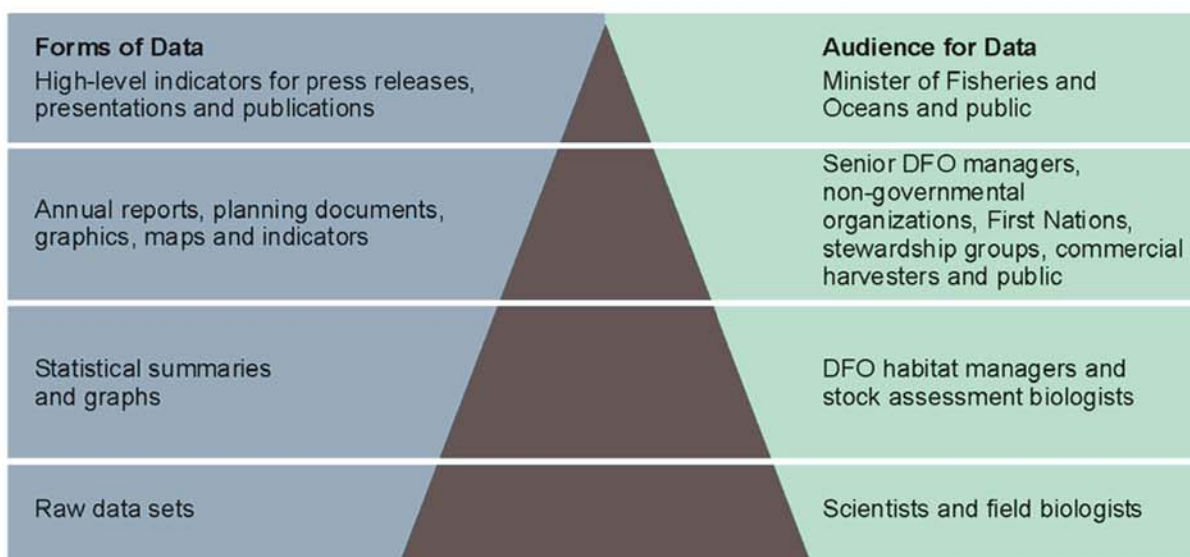 Forms of Data
High-level indicators for press releases,
presentations and publications
Audience for Data
Minister of Fisheries and
Oceans and public
Annual reports, planning documents,
graphics, maps and indicators
Senior DFO managers,
non-governmental
organizations, First Nations,
stewardship groups, commercial
harvesters and public
Statistical summaries
and graphs
DFO habitat managers and
stock assessment biologists
Raw data sets
Scientists and field biologists